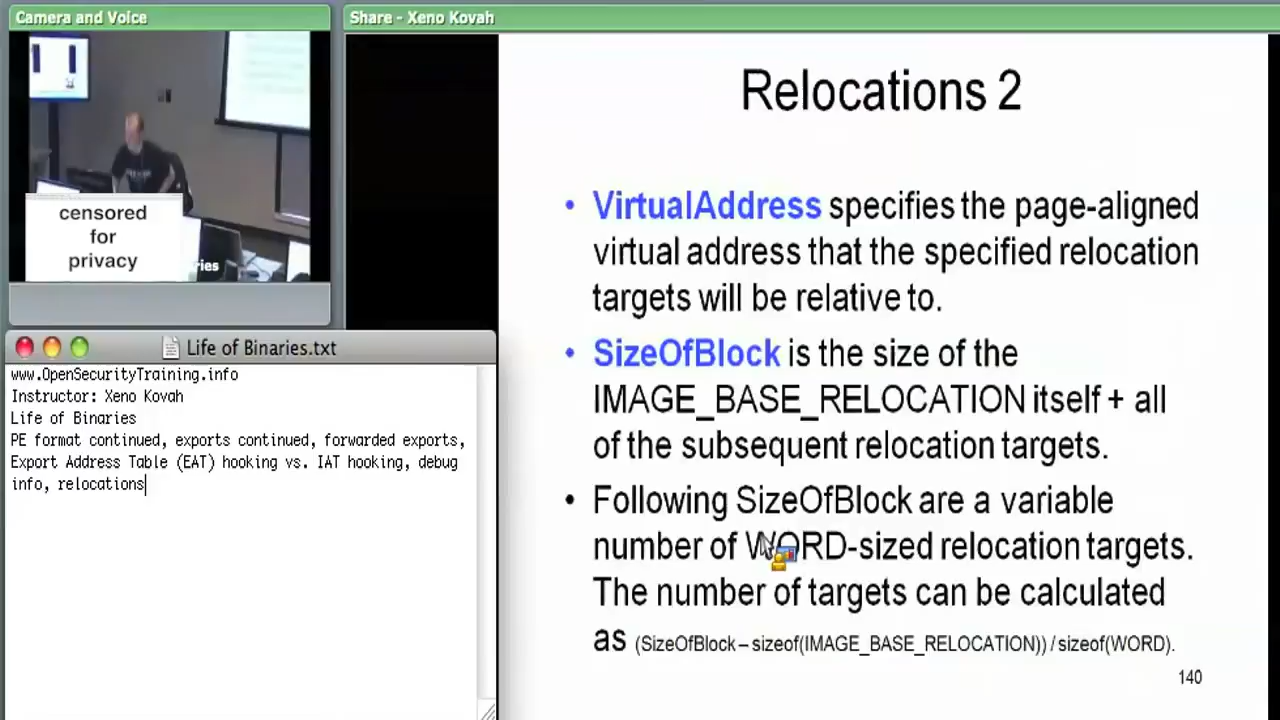 Camera and Voice
Share - Xeno Kovah
censored
for
privacy
ries
Life of Binaries.txt
www.OpenSecurityTraining.info
Instructor: Xeno Kovah
Life of Binaries
PE format continued, exports continued, forwarded exports,
Export Address Table (EAT) hooking vs. IAT hooking, debug
info, relocations
Relocations 2
• VirtualAddress specifies the page-aligned
virtual address that the specified relocation
targets will be relative to.
• SizeOfBlock is the size of the
IMAGE_BASE_RELOCATION itself + all
of the subsequent relocation targets.
• Following SizeOfBlock are a variable
number of WORD-sized relocation targets.
The number of targets can be calculated
as (SizeOfBlock – sizeof(IMAGE_BASE_RELOCATION)) / sizeof(WORD).
140